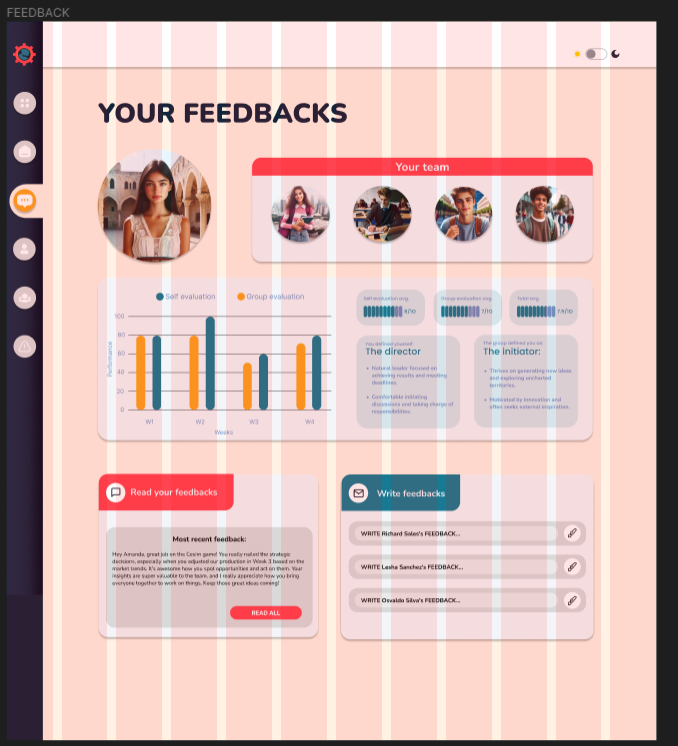 FEEDBACK
YOUR FEEDBACKS
Your team
Self evaluation
Group evaluation
100
80
60
40
20
0
Performance
W1
W2
W3
W4
Weeks
Self evaluation avg.
8/10
Group evaluation avg.
7/10
Total avg.
7.5/10
You defined yourself:
The director
Natural leader focused on
achieving results and meeting
deadlines.
Comfortable initiating
discussions and taking charge of
responsibilities.
The group defined you as:
The initiator:
Thrives on generating new ideas
and exploring uncharted
territories.
Motivated by innovation and
often seeks external inspiration.
Read your feedbacks
Most recent feedback:
Hey Amanda, great job on the Cesim game! You really nailed the strategic
decisions, especially when you adjusted our production in Week 3 based on the
market trends. It's awesome how you spot opportunities and act on them. Your
insights are super valuable to the team, and I really appreciate how you bring
everyone together to work on things. Keep those great ideas coming!
READ ALL
Write feedbacks
WRITE Richard Sales's FEEDBACK...
WRITE Lesha Sanchez's FEEDBACK...
WRITE Osvaldo Silva's FEEDBACK...